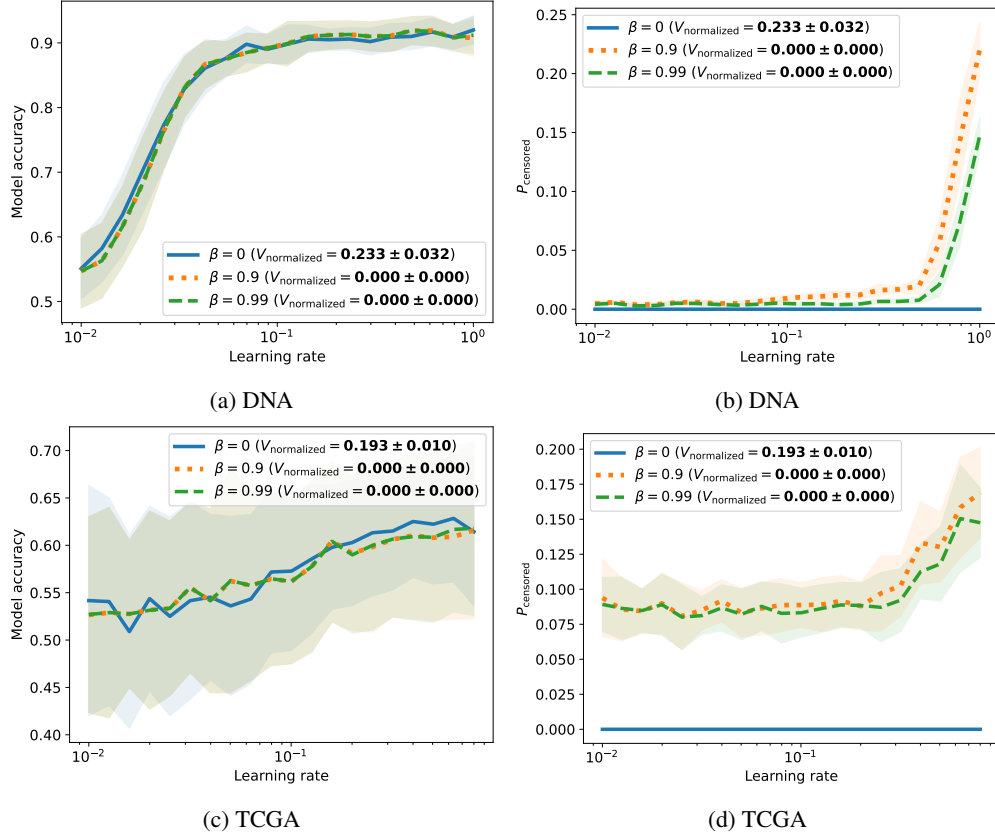 0.9
0.8
0.7
0.6
0.5
Model accuracy
β = 0 (V_normalized = 0.233 ± 0.032)
β = 0.9 (V_normalized = 0.000 ± 0.000)
β = 0.99 (V_normalized = 0.000 ± 0.000)
10⁻² 10⁻¹ 10⁰
Learning rate
(a) DNA
0.25
0.20
0.15
0.10
0.05
0.00
P_censored
β = 0 (V_normalized = 0.233 ± 0.032)
β = 0.9 (V_normalized = 0.000 ± 0.000)
β = 0.99 (V_normalized = 0.000 ± 0.000)
10⁻² 10⁻¹ 10⁰
Learning rate
(b) DNA
0.70
0.65
0.60
0.55
0.50
0.45
0.40
Model accuracy
β = 0 (V_normalized = 0.193 ± 0.010)
β = 0.9 (V_normalized = 0.000 ± 0.000)
β = 0.99 (V_normalized = 0.000 ± 0.000)
10⁻² 10⁻¹
Learning rate
(c) TCGA
0.200
0.175
0.150
0.125
0.100
0.075
0.050
0.025
0.000
P_censored
β = 0 (V_normalized = 0.193 ± 0.010)
β = 0.9 (V_normalized = 0.000 ± 0.000)
β = 0.99 (V_normalized = 0.000 ± 0.000)
10⁻² 10⁻¹
Learning rate
(d) TCGA